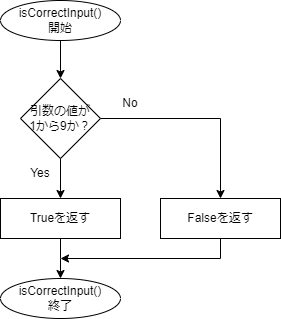 isCorrectInput()
開始
引数の値が
1から9か？
No
Yes
Trueを返す
Falseを返す
isCorrectInput()
終了